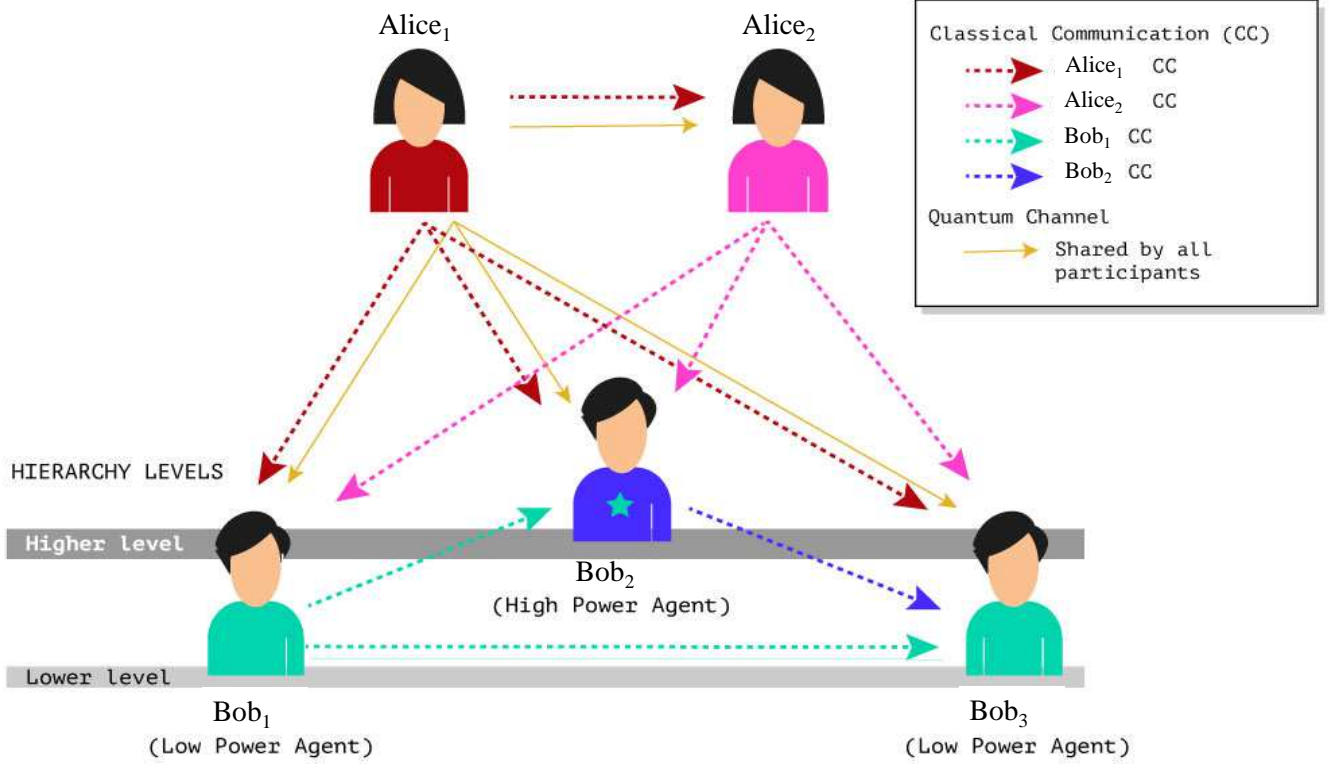 Alice₁
Alice₂
Classical Communication (CC)
Alice₁ CC
Alice₂ CC
Bob₁ CC
Bob₂ CC
Quantum Channel
Shared by all
participants
HIERARCHY LEVELS
Higher level
Bob₂
(High Power Agent)
Lower level
Bob₁
(Low Power Agent)
Bob₃
(Low Power Agent)